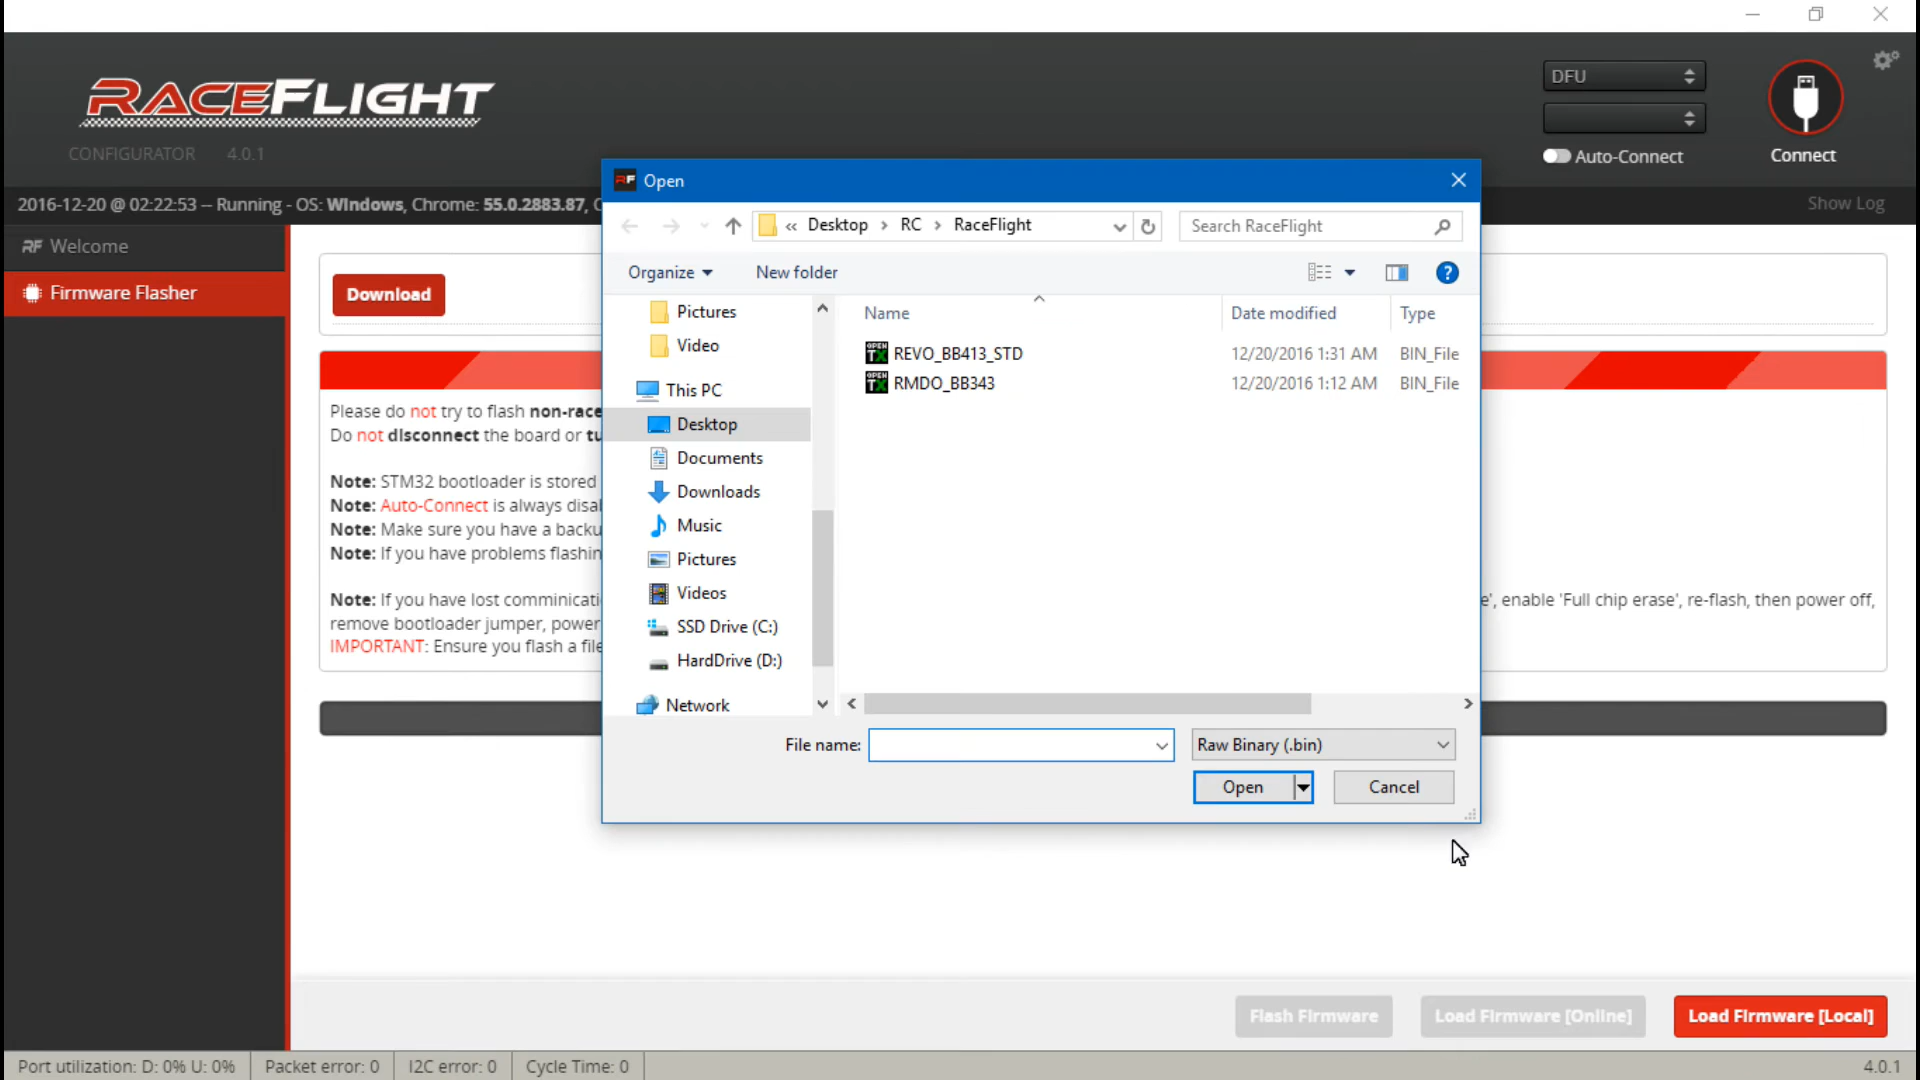 RACEFLIGHT
CONFIGURATOR 4.0.1
DFU
Auto-Connect
Connect
2016-12-20 @ 02:22:53 -- Running - OS: Windows, Chrome: 55.0.2883.87, C
Show Log
RF Welcome
Firmware Flasher
Download
Please do not try to flash non-race
Do not disconnect the board or tu
Note: STM32 bootloader is stored
Note: Auto-Connect is always disa
Note: Make sure you have a backu
Note: If you have problems flashin
Note: If you have lost comminicati
e', enable 'Full chip erase', re-flash, then power off,
remove bootloader jumper, power
IMPORTANT: Ensure you flash a file
RF Open
« Desktop > RC > RaceFlight
Search RaceFlight
Organize
New folder
?
Pictures
Video
This PC
Desktop
Documents
Downloads
Music
Pictures
Videos
SSD Drive (C:)
HardDrive (D:)
Network
Name Date modified Type
OPEN TX REVO_BB413_STD 12/20/2016 1:31 AM BIN_File
OPEN TX RMDO_BB343 12/20/2016 1:12 AM BIN_File
File name:
Raw Binary (.bin)
Open
Cancel
Flash Firmware
Load Firmware [Online]
Load Firmware [Local]
Port utilization: D: 0% U: 0% Packet error: 0 I2C error: 0 Cycle Time: 0 4.0.1